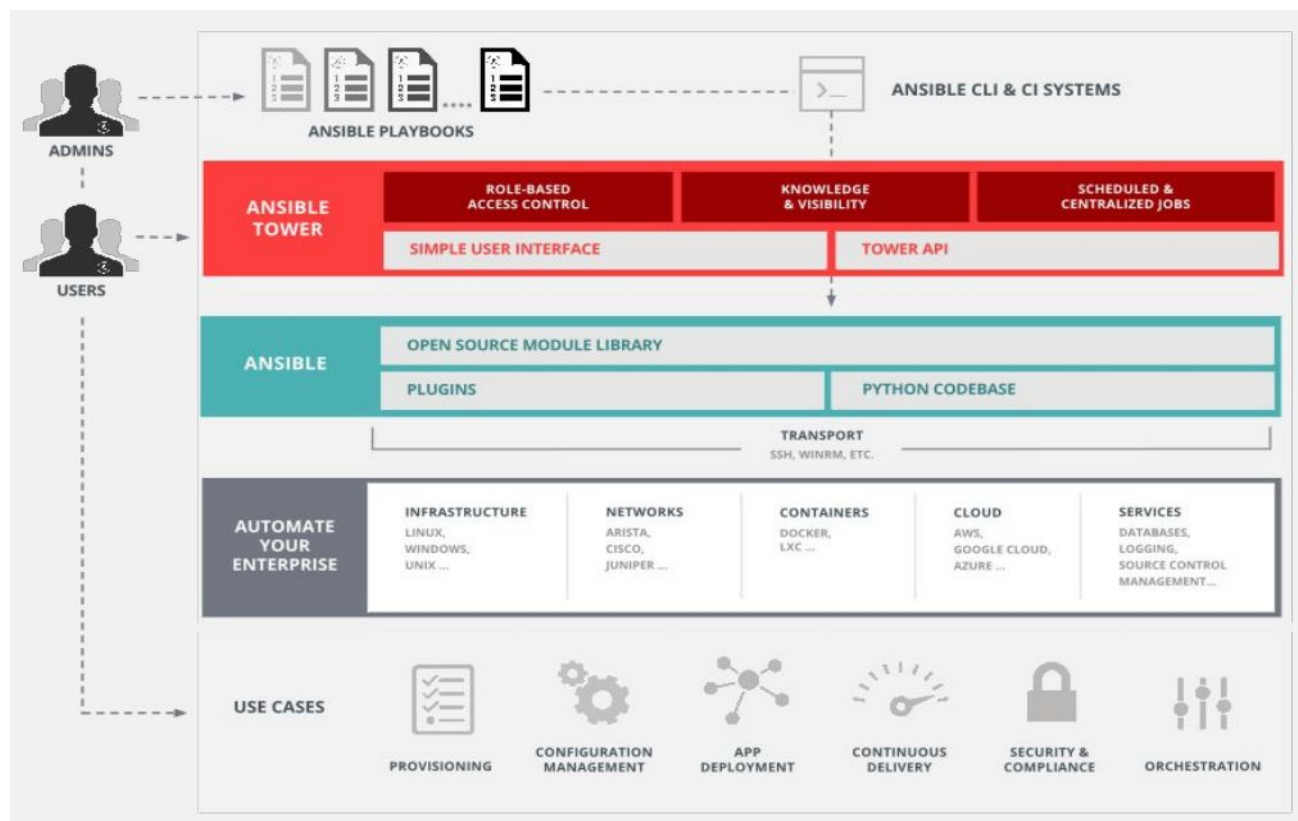 ANSIBLE CLI & CI SYSTEMS
ANSIBLE PLAYBOOKS
ADMINS
USERS
ANSIBLE
TOWER
ROLE-BASED
ACCESS CONTROL
KNOWLEDGE
& VISIBILITY
SCHEDULED &
CENTRALIZED JOBS
SIMPLE USER INTERFACE
TOWER API
ANSIBLE
OPEN SOURCE MODULE LIBRARY
PLUGINS
PYTHON CODEBASE
TRANSPORT
SSH, WINRM, ETC.
AUTOMATE
YOUR
ENTERPRISE
INFRASTRUCTURE
LINUX,
WINDOWS,
UNIX ...
NETWORKS
ARISTA,
CISCO,
JUNIPER ...
CONTAINERS
DOCKER,
LXC ...
CLOUD
AWS,
GOOGLE CLOUD,
AZURE ...
SERVICES
DATABASES,
LOGGING,
SOURCE CONTROL
MANAGEMENT...
USE CASES
PROVISIONING
CONFIGURATION
MANAGEMENT
APP
DEPLOYMENT
CONTINUOUS
DELIVERY
SECURITY &
COMPLIANCE
ORCHESTRATION